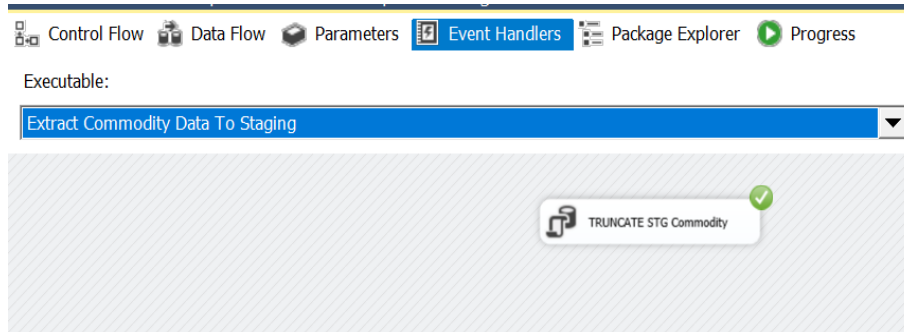 Control Flow Data Flow Parameters Event Handlers Package Explorer Progress
Executable:
Extract Commodity Data To Staging
TRUNCATE STG Commodity